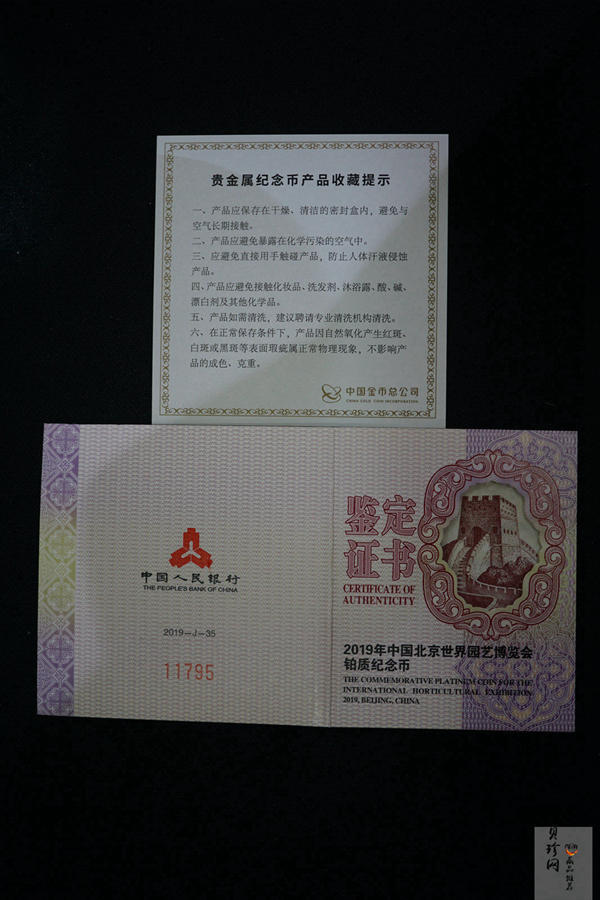 贵金属纪念币产品收藏提示
一、产品应保存在干燥、清洁的密封盒内，避免与
空气长期接触。
二、产品应避免暴露在化学污染的空气中。
三、应避免直接用手触碰产品，防止人体汗液侵蚀
产品。
四、产品应避免接触化妆品、洗发剂、沐浴露、酸、碱、
漂白剂及其他化学品。
五、产品如需清洗，建议聘请专业清洗机构清洗。
六、在正常保存条件下，产品因自然氧化产生红斑、
白斑或黑斑等表面瑕疵属正常物理现象，不影响产
品的成色、克重。
中国金币总公司
CHINA GOLD COIN INCORPORATION
中国人民银行
THE PEOPLE'S BANK OF CHINA
2019-J-35
11795
鉴定
证书
CERTIFICATE OF
AUTHENTICITY
2019年中国北京世界园艺博览会
铂质纪念币
THE COMMEMORATIVE PLATINUM COIN FOR THE
INTERNATIONAL HORTICULTURAL EXHIBITION
2019, BEIJING, CHINA
贝珍网
商品推荐